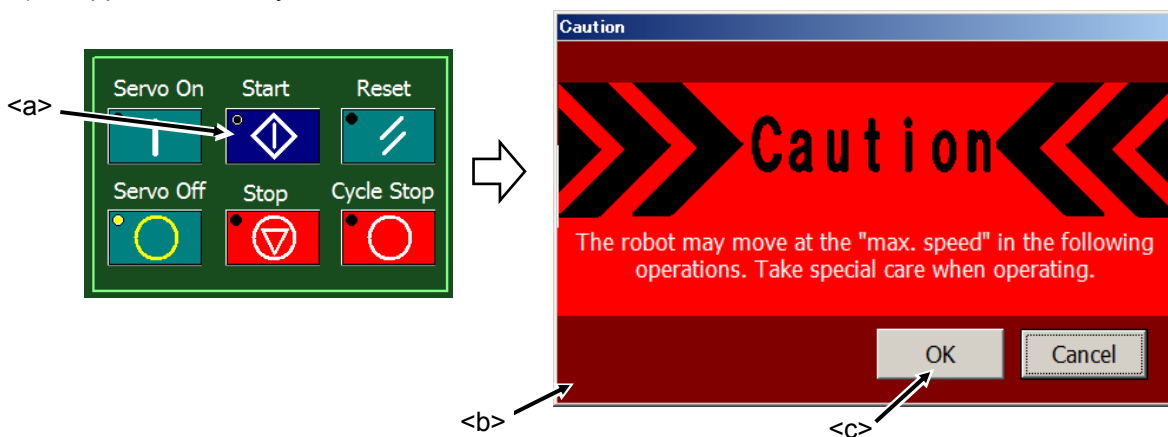 Caution
Servo On Start Reset
<a>
Servo Off Stop Cycle Stop
Caution
The robot may move at the "max. speed" in the following
operations. Take special care when operating.
OK Cancel
<b>
<c>